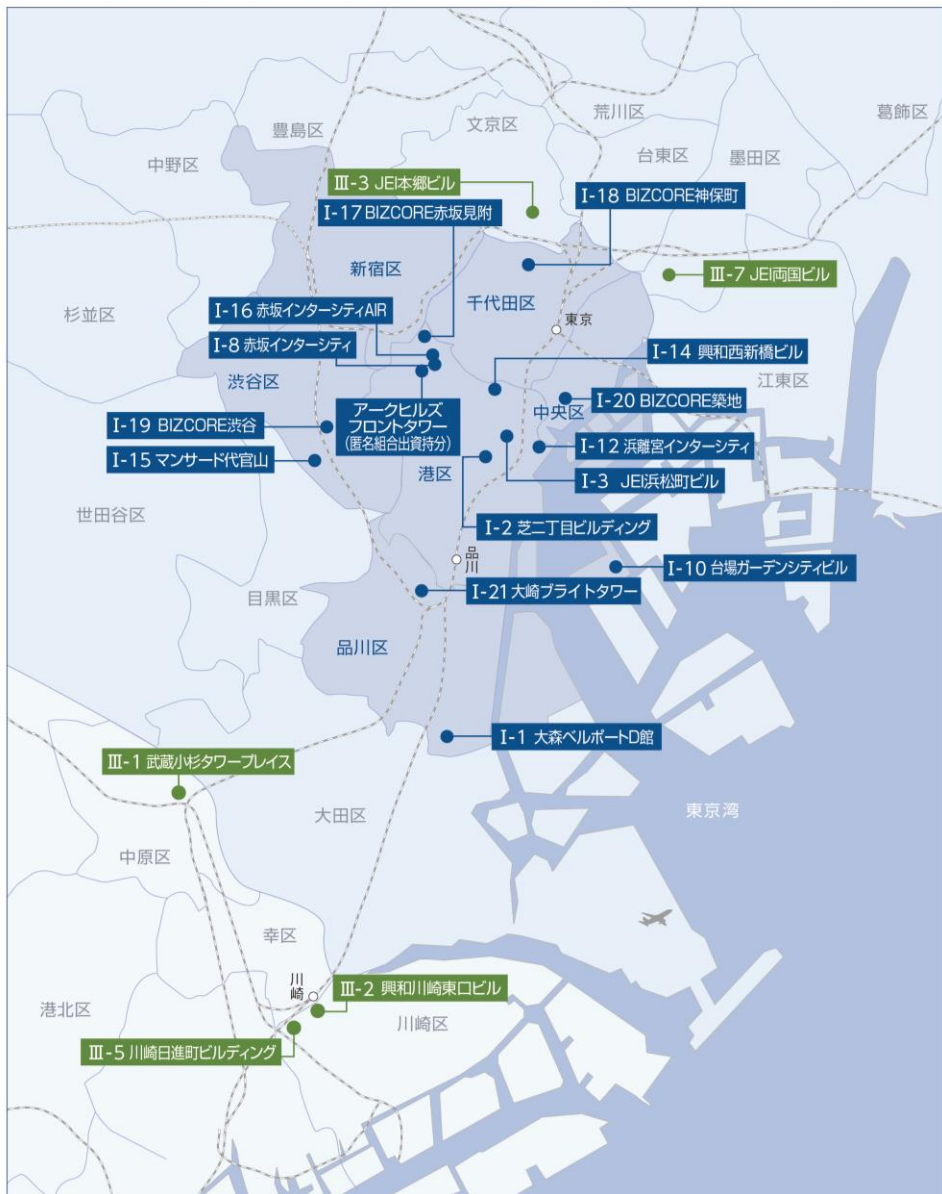 荒川区
葛飾区
文京区
豊島区
台東区
墨田区
中野区
Ⅲ-3 JEI本郷ビル
Ⅰ-18 BIZCORE神保町
Ⅰ-17 BIZCORE赤坂見附
新宿区
Ⅲ-7 JEI両国ビル
千代田区
杉並区
Ⅰ-16 赤坂インターシティAIR
東京
Ⅰ-8 赤坂インターシティ
Ⅰ-14 興和西新橋ビル
渋谷区
江東区
アークヒルズ
フロントタワー
(匿名組合出資持分)
中央区
Ⅰ-20 BIZCORE築地
Ⅰ-19 BIZCORE渋谷
Ⅰ-12 浜離宮インターシティ
Ⅰ-15 マンサード代官山
港区
Ⅰ-3 JEI浜松町ビル
世田谷区
Ⅰ-2 芝二丁目ビルディング
品川
Ⅰ-10 台場ガーデンシティビル
目黒区
Ⅰ-21 大崎ブライトタワー
品川区
Ⅰ-1 大森ベルポートD館
Ⅲ-1 武蔵小杉タワープレイス
大田区
東京湾
中原区
幸区
川崎
Ⅲ-2 興和川崎東口ビル
港北区
川崎区
Ⅲ-5 川崎日進町ビルディング